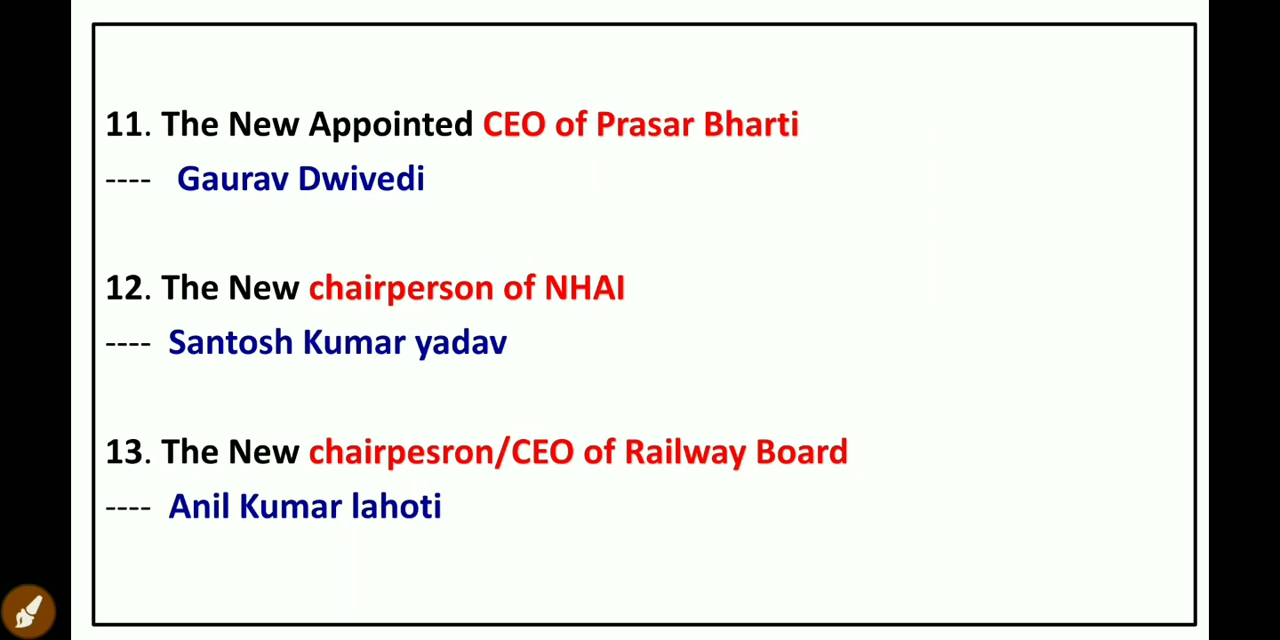 11. The New Appointed CEO of Prasar Bharti
---- Gaurav Dwivedi
12. The New chairperson of NHAI
---- Santosh Kumar yadav
13. The New chairpesron/CEO of Railway Board
---- Anil Kumar lahoti